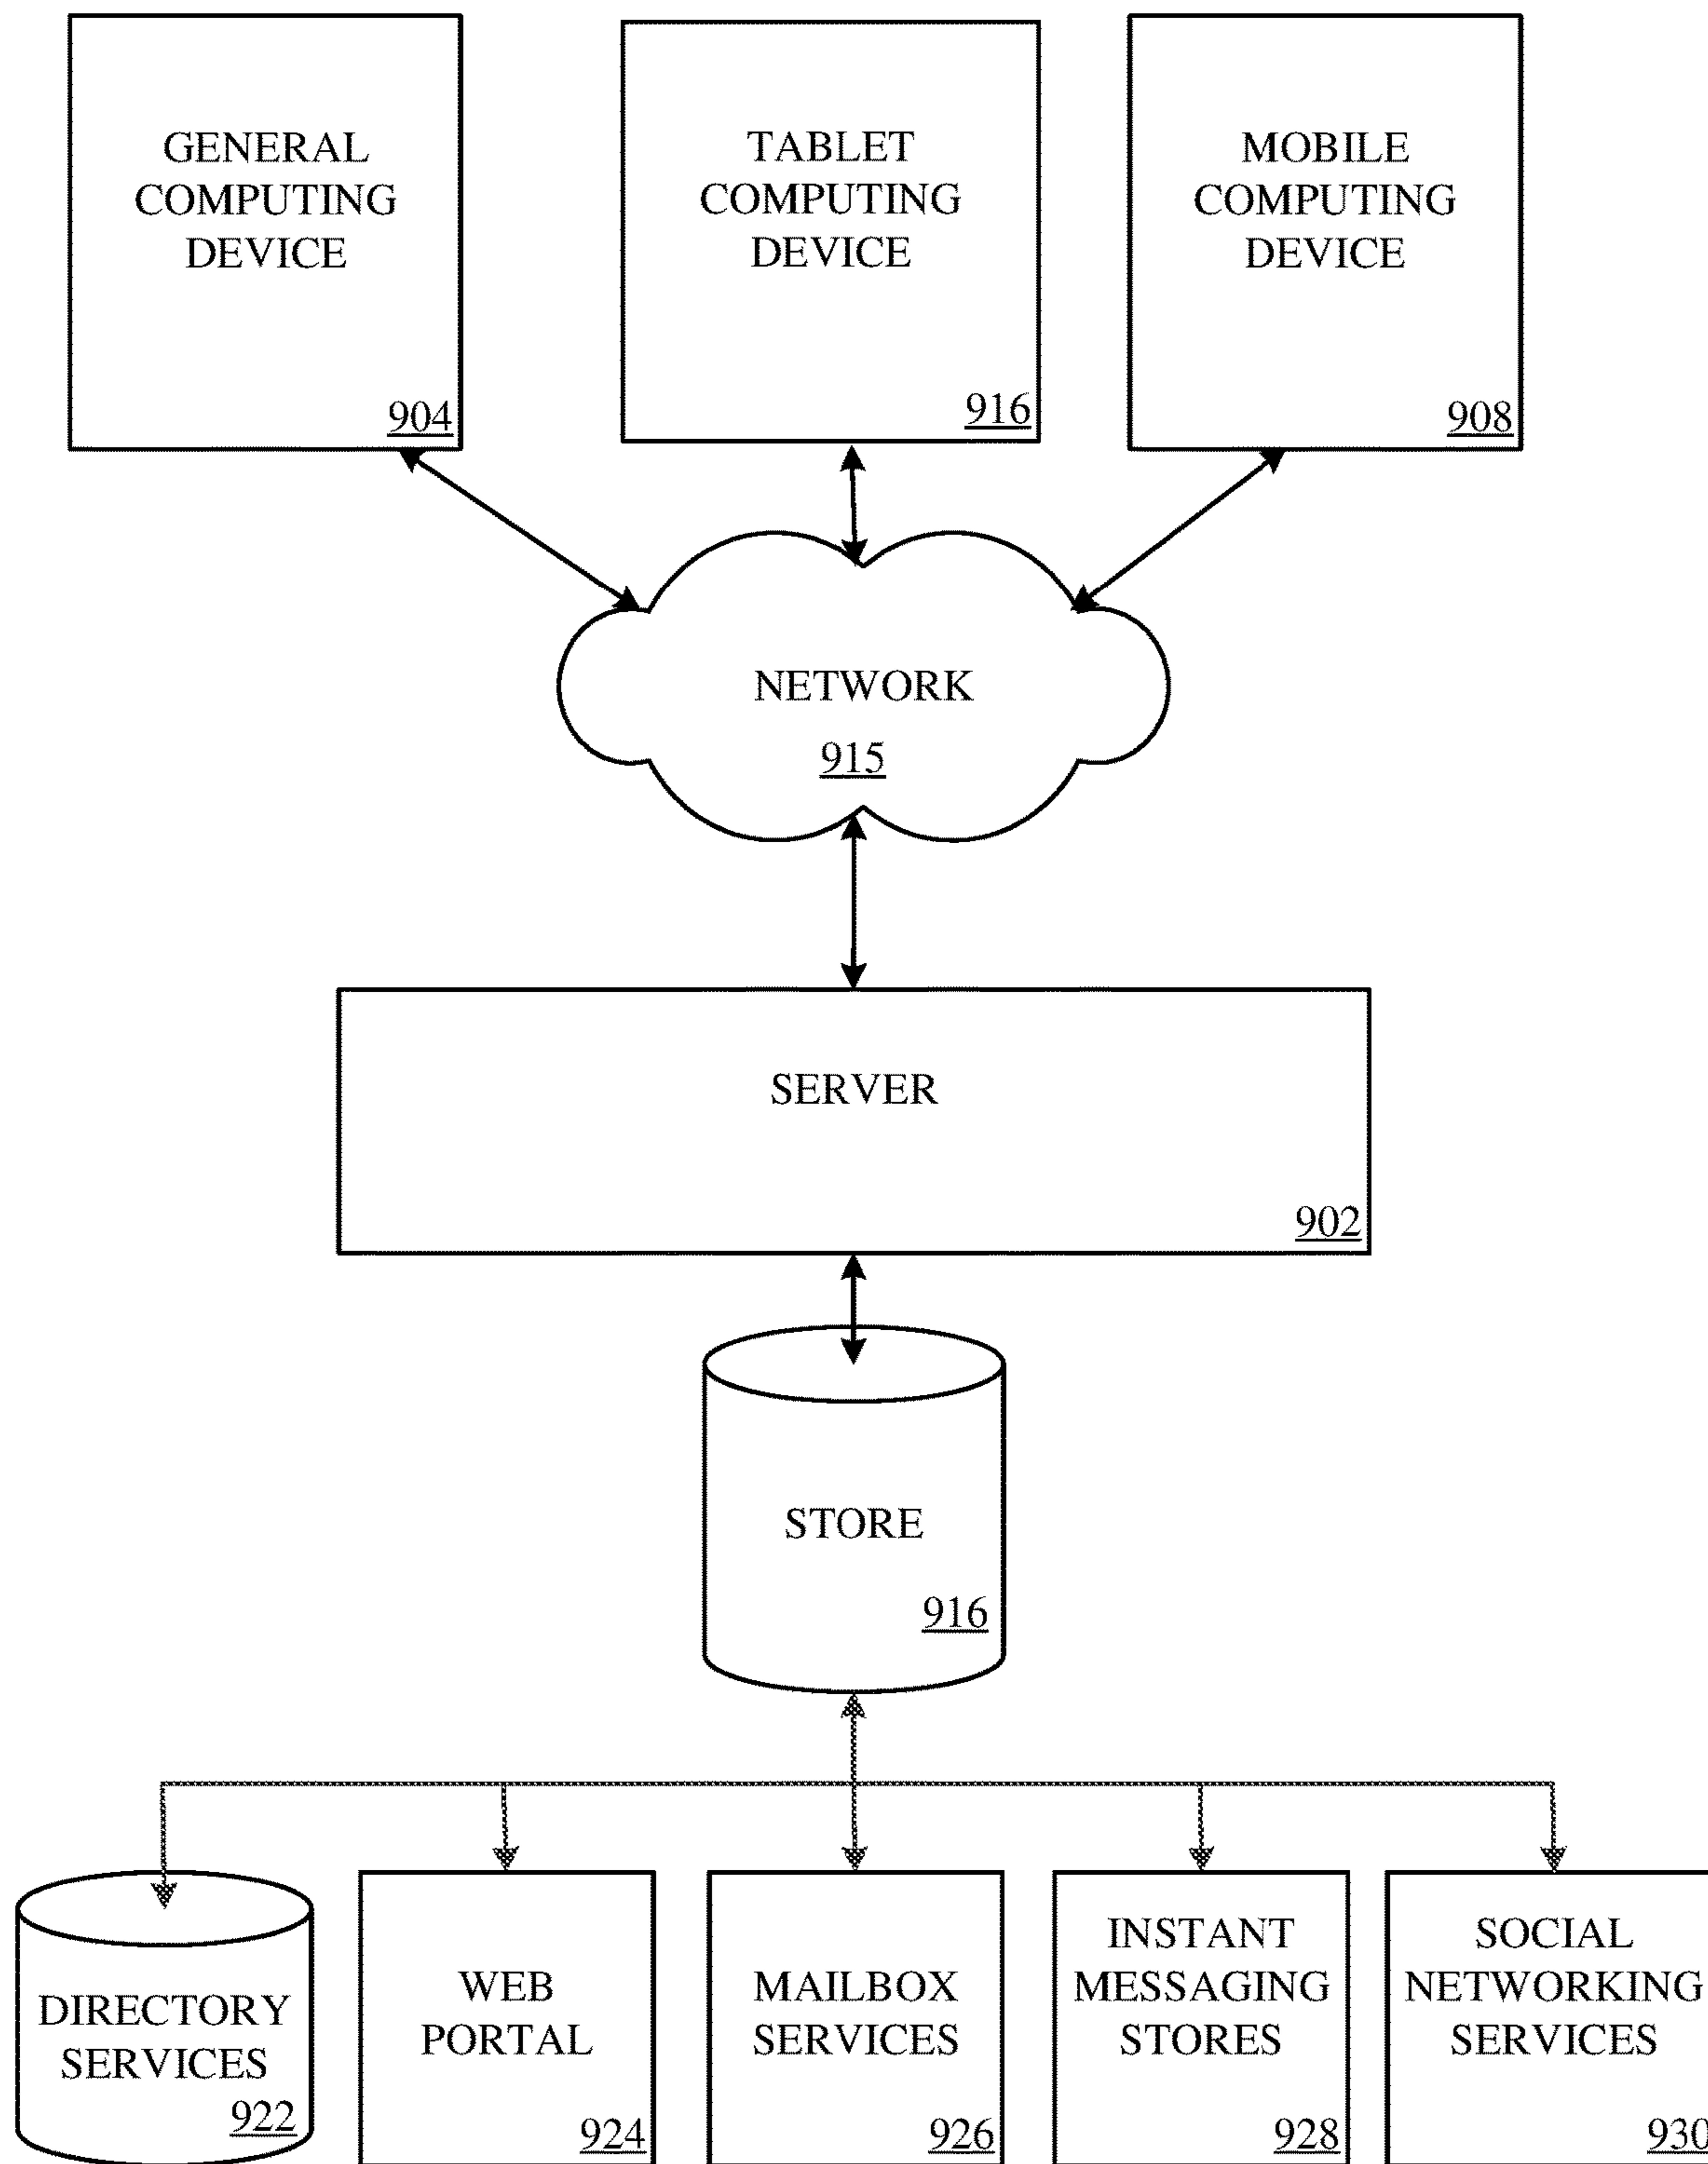 GENERAL
COMPUTING
DEVICE
904
TABLET
COMPUTING
DEVICE
916
MOBILE
COMPUTING
DEVICE
908
NETWORK
915
SERVER
902
STORE
916
DIRECTORY
SERVICES
922
WEB
PORTAL
924
MAILBOX
SERVICES
926
INSTANT
MESSAGING
STORES
928
SOCIAL
NETWORKING
SERVICES
930